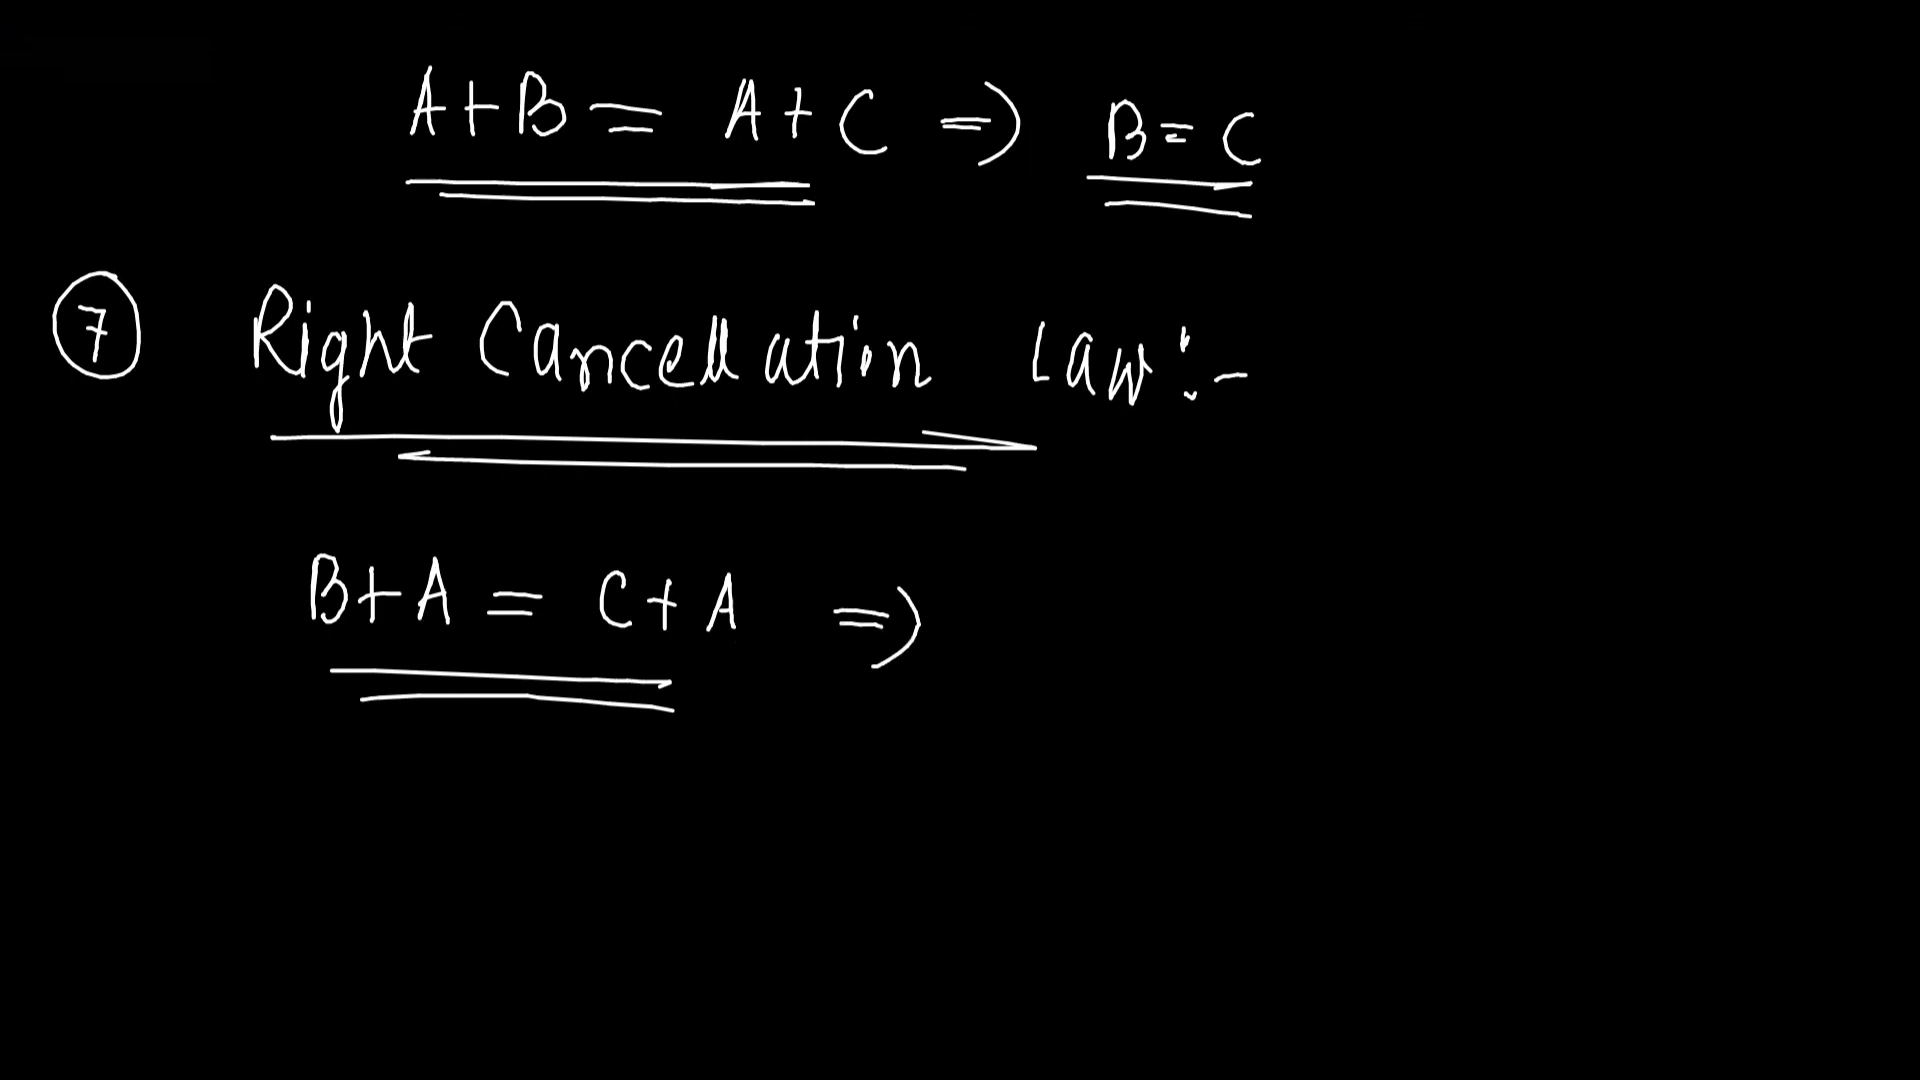 A+B = A+C => B=C
7 Right Cancellation Law:-
B+A = C+A =>